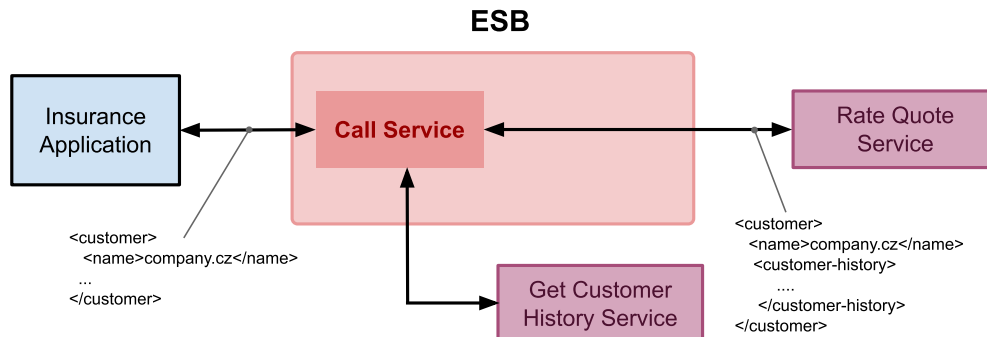 ESB
Insurance
Application
Call Service
Rate Quote
Service
<customer>
<name>company.cz</name>
...
</customer>
Get Customer
History Service
<customer>
<name>company.cz</name>
<customer-history>
....
</customer-history>
</customer>